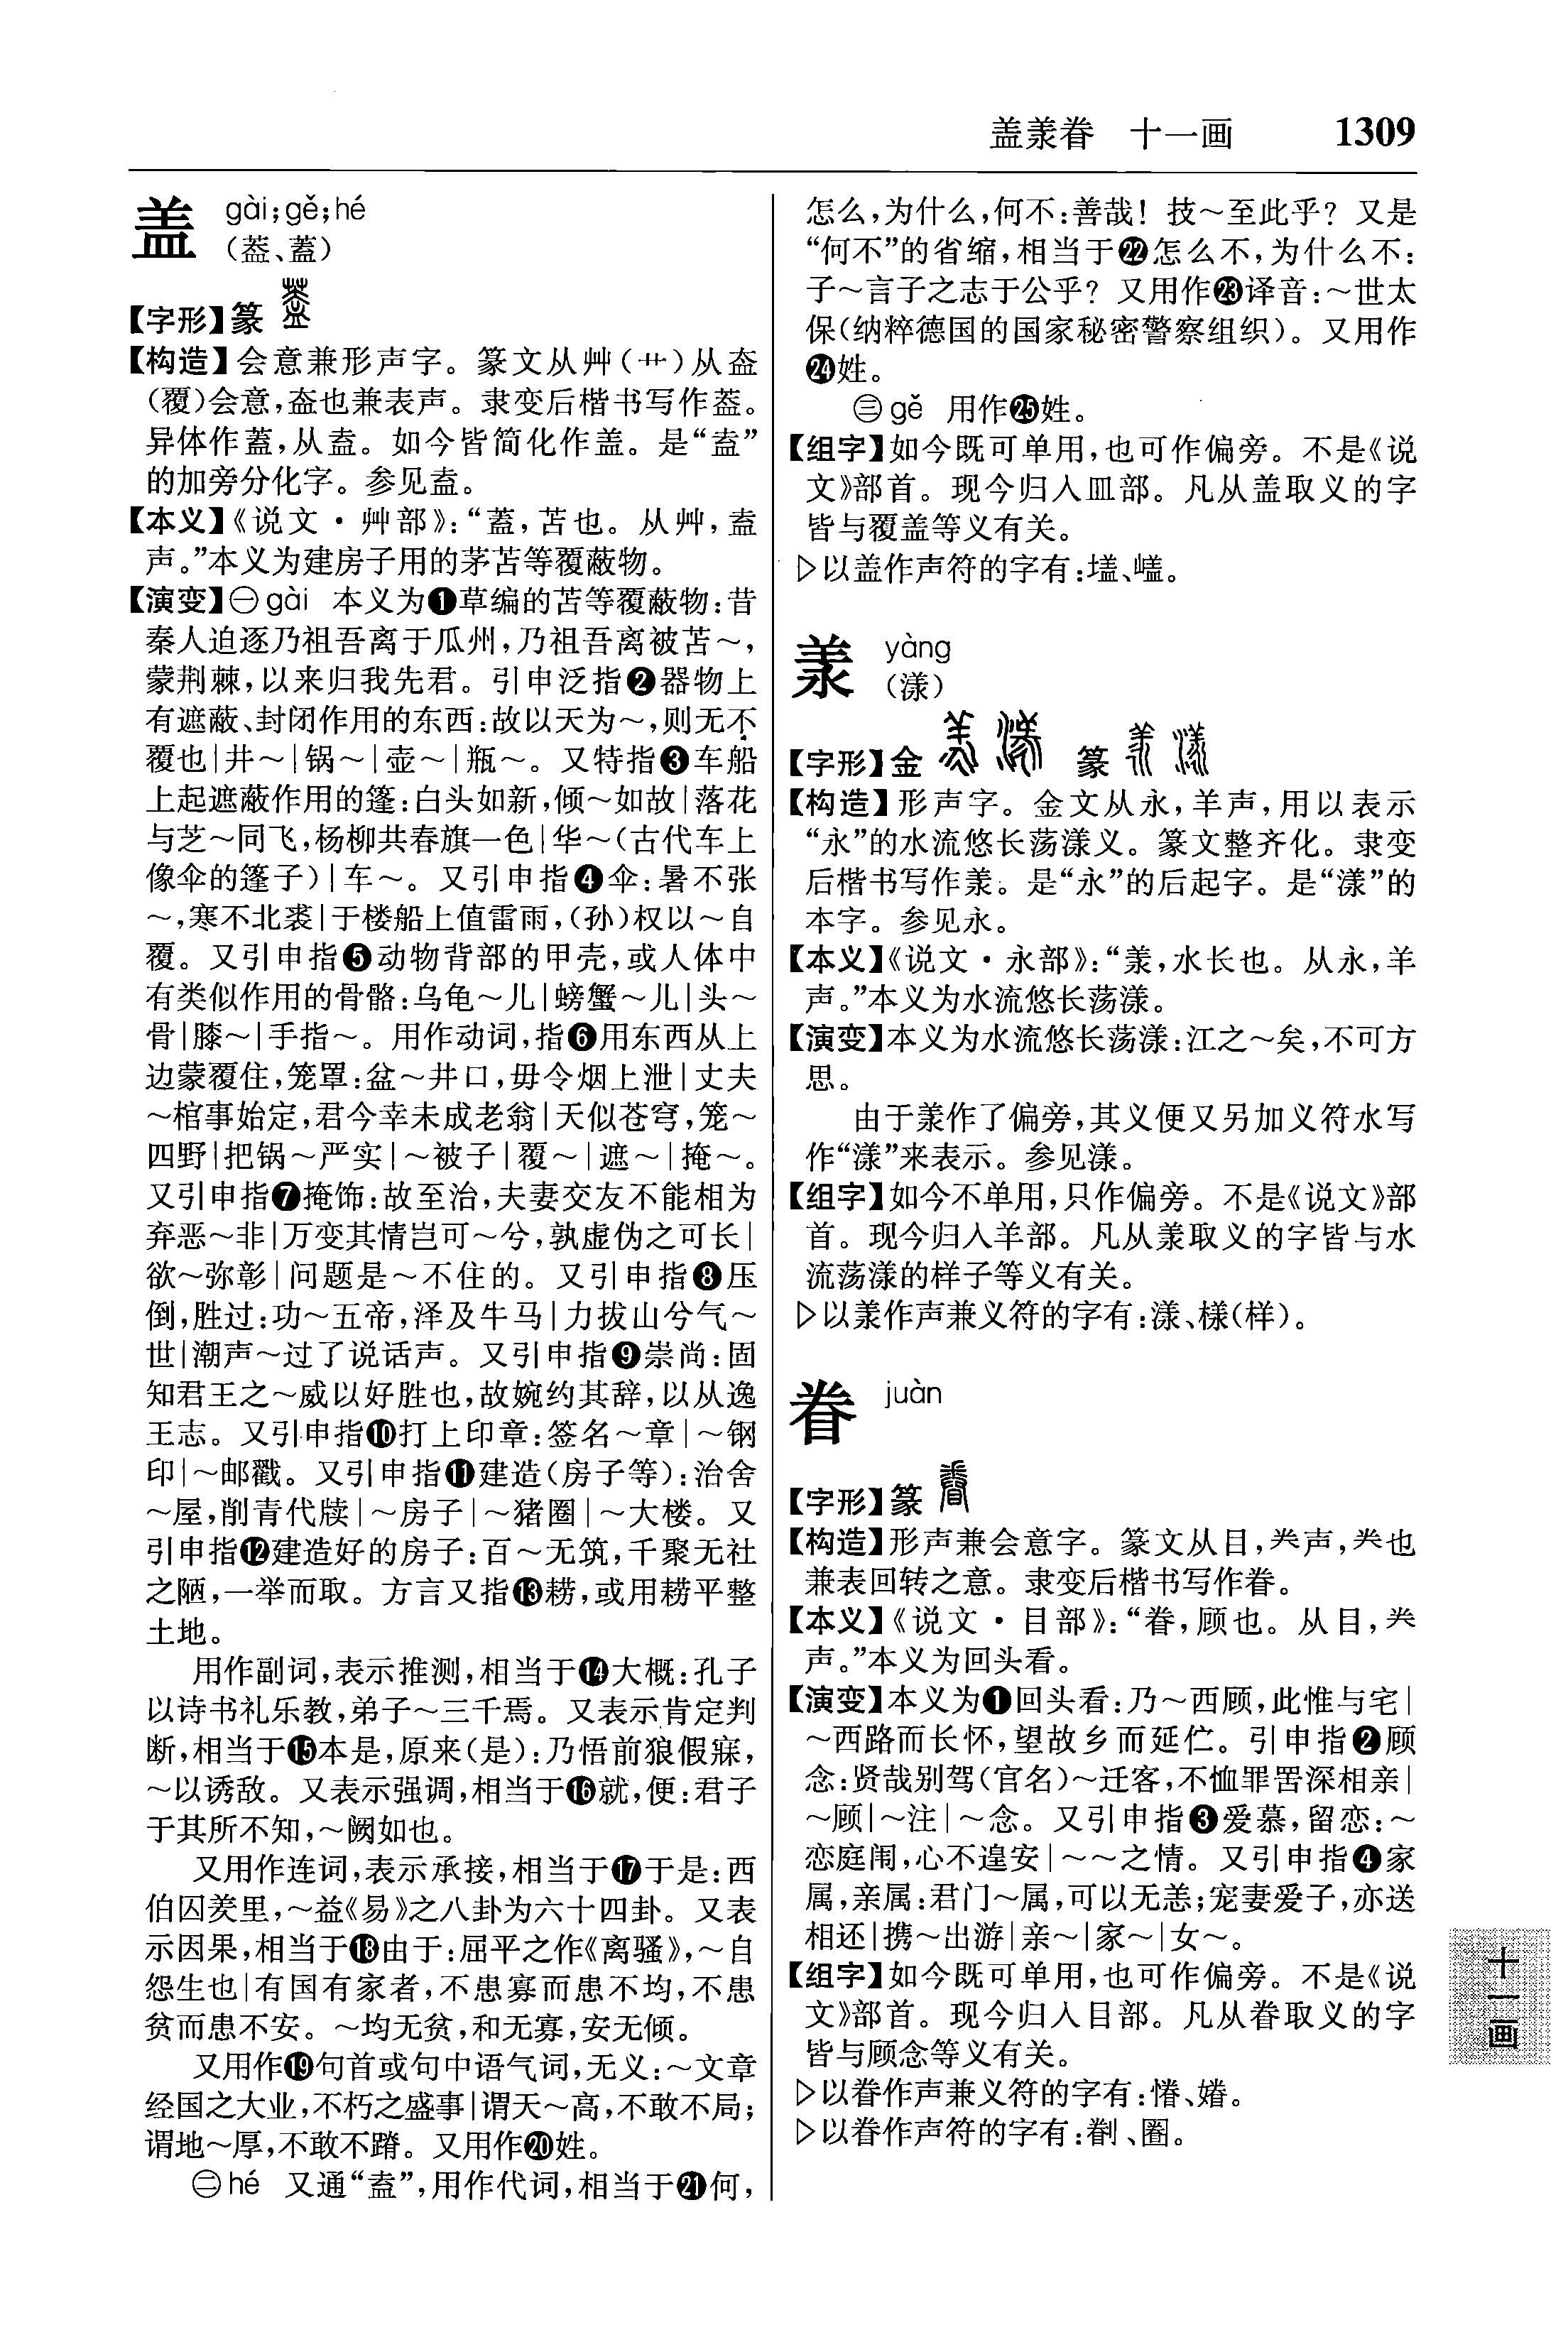 盖羕眷　十一画　1309
盖　gài;gě;hé
（葢、蓋）
【字形】篆
【构造】会意兼形声字。篆文从艸(艹)从盇
（覆)会意,盇也兼表声。隶变后楷书写作葢。
异体作蓋,从盍。如今皆简化作盖。是“盍”
的加旁分化字。参见盍。
【本义】《说文·艸部》:“蓋,苫也。从艸,盍
声。”本义为建房子用的茅苫等覆蔽物。
【演变】㊀gài　本义为❶草编的苫等覆蔽物:昔
秦人迫逐乃祖吾离于瓜州,乃祖吾离被苫～,
蒙荆棘,以来归我先君。引申泛指❷器物上
有遮蔽、封闭作用的东西:故以天为～,则无不
覆也|井～|锅～|壶～|瓶～。又特指❸车船
上起遮蔽作用的篷:白头如新,倾～如故|落花
与芝～同飞,杨柳共春旗一色|华～(古代车上
像伞的篷子)|车～。又引申指❹伞:暑不张
～,寒不北裘|于楼船上值雷雨,(孙)权以～自
覆。又引申指❺动物背部的甲壳,或人体中
有类似作用的骨骼:乌龟～儿|螃蟹～儿|头～
骨|膝～|手指～。用作动词,指❻用东西从上
边蒙覆住,笼罩:盆～井口,毋令烟上泄|丈夫
～棺事始定,君今幸未成老翁|天似苍穹,笼～
四野|把锅～严实|～被子|覆～|遮～|掩～。
又引申指❼掩饰:故至治,夫妻交友不能相为
弃恶～非|万变其情岂可～兮,孰虚伪之可长|
欲～弥彰|问题是～不住的。又引申指❽压
倒,胜过:功～五帝,泽及牛马|力拔山兮气～
世|潮声～过了说话声。又引申指❾崇尚:固
知君王之～威以好胜也,故婉约其辞,以从逸
王志。又引申指❿打上印章:签名～章|～钢
印|～邮戳。又引申指⓫建造(房子等):治舍
～屋,削青代牍|～房子|～猪圈|～大楼。又
引申指⓬建造好的房子:百～无筑,千聚无社
之陋,一举而取。方言又指⓭耢,或用耢平整
土地。
用作副词,表示推测,相当于⓮大概:孔子
以诗书礼乐教,弟子～三千焉。又表示肯定判
断,相当于⓯本是,原来(是):乃悟前狼假寐,
～以诱敌。又表示强调,相当于⓰就,便:君子
于其所不知,～阙如也。
又用作连词,表示承接,相当于⓱于是:西
伯囚羑里,～益《易》之八卦为六十四卦。又表
示因果,相当于⓲由于:屈平之作《离骚》,～自
怨生也|有国有家者,不患寡而患不均,不患
贫而患不安。～均无贫,和无寡,安无倾。
又用作⓳句首或句中语气词,无义:～文章
经国之大业,不朽之盛事|谓天～高,不敢不局;
谓地～厚,不敢不蹐。又用作⓴姓。
㊁hé　又通“盍”,用作代词,相当于㉑何,
怎么,为什么,何不:善哉！技～至此乎？又是
“何不”的省缩,相当于㉒怎么不,为什么不:
子～言子之志于公乎？又用作㉓译音:～世太
保(纳粹德国的国家秘密警察组织)。又用作
㉔姓。
㊂gě　用作㉕姓。
【组字】如今既可单用,也可作偏旁。不是《说
文》部首。现今归入皿部。凡从盖取义的字
皆与覆盖等义有关。
▷以盖作声符的字有:壒、㠾。
羕　yàng
（漾）
【字形】金　篆
【构造】形声字。金文从永,羊声,用以表示
“永”的水流悠长荡漾义。篆文整齐化。隶变
后楷书写作羕。是“永”的后起字。是“漾”的
本字。参见永。
【本义】《说文·永部》:“羕,水长也。从永,羊
声。”本义为水流悠长荡漾。
【演变】本义为水流悠长荡漾:江之～矣,不可方
思。
由于羕作了偏旁,其义便又另加义符水写
作“漾”来表示。参见漾。
【组字】如今不单用,只作偏旁。不是《说文》部
首。现今归入羊部。凡从羕取义的字皆与水
流荡漾的样子等义有关。
▷以羕作声兼义符的字有:漾、樣(样)。
眷　juàn
【字形】篆
【构造】形声兼会意字。篆文从目,龹声,龹也
兼表回转之意。隶变后楷书写作眷。
【本义】《说文·目部》:“眷,顾也。从目,龹
声。”本义为回头看。
【演变】本义为❶回头看:乃～西顾,此惟与宅|
～西路而长怀,望故乡而延伫。引申指❷顾
念:贤哉别驾(官名)～迁客,不恤罪罟深相亲|
～顾|～注|～念。又引申指❸爱慕,留恋:～
恋庭闱,心不遑安|～～之情。又引申指❹家
属,亲属:君门～属,可以无恙;宠妻爱子,亦送
相还|携～出游|亲～|家～|女～。
【组字】如今既可单用,也可作偏旁。不是《说
文》部首。现今归入目部。凡从眷取义的字
皆与顾念等义有关。
▷以眷作声兼义符的字有:惓、婘。
▷以眷作声符的字有:剶、圈。
十一画